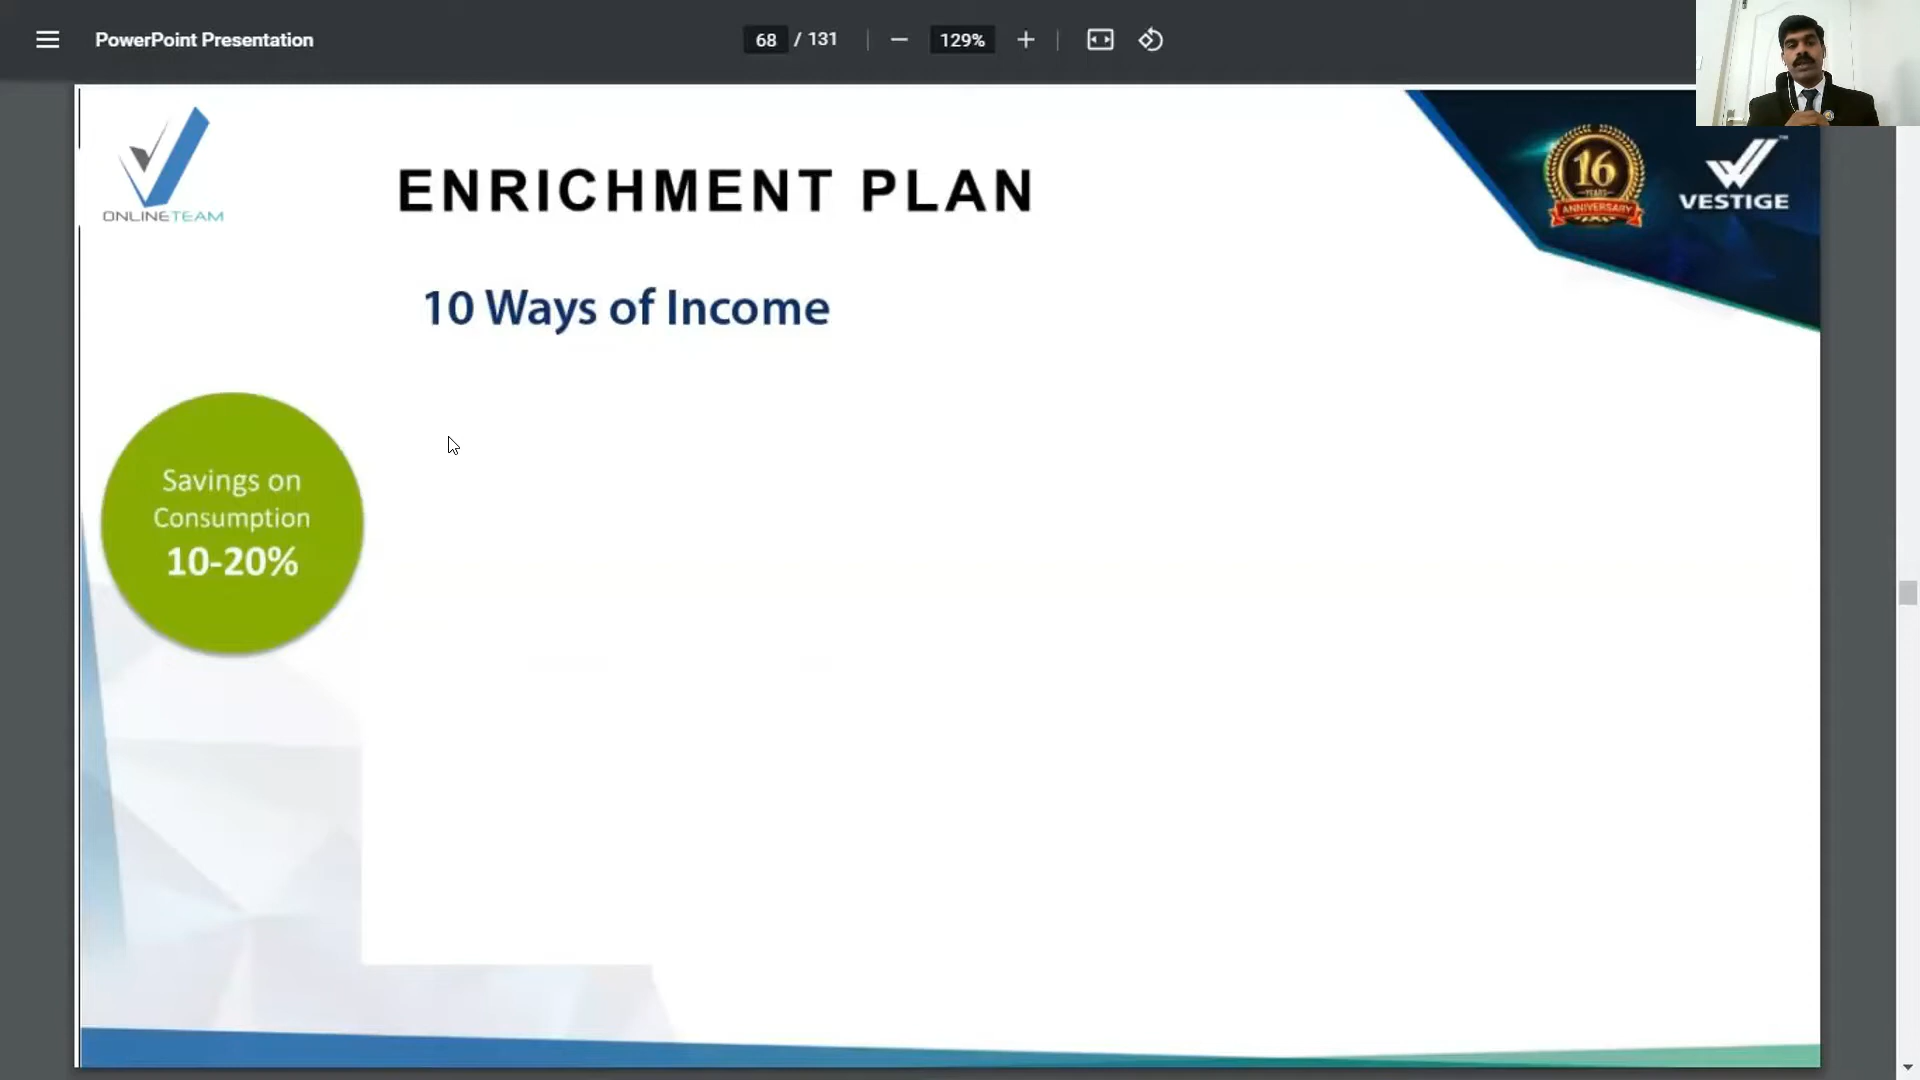 PowerPoint Presentation
68 / 131
129%
ONLINETEAM
ENRICHMENT PLAN
16
YEARS
ANNIVERSARY
VESTIGE
10 Ways of Income
Savings on
Consumption
10-20%